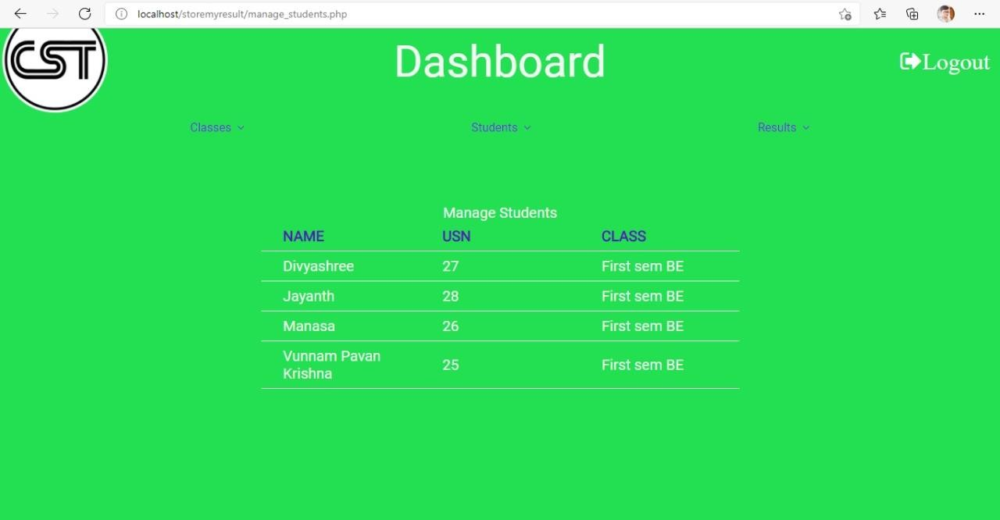 localhost/storemyresult/manage_students.php
CST
Dashboard
Logout
Classes Students Results
Manage Students
NAME USN CLASS
Divyashree 27 First sem BE
Jayanth 28 First sem BE
Manasa 26 First sem BE
Vunnam Pavan
Krishna 25 First sem BE